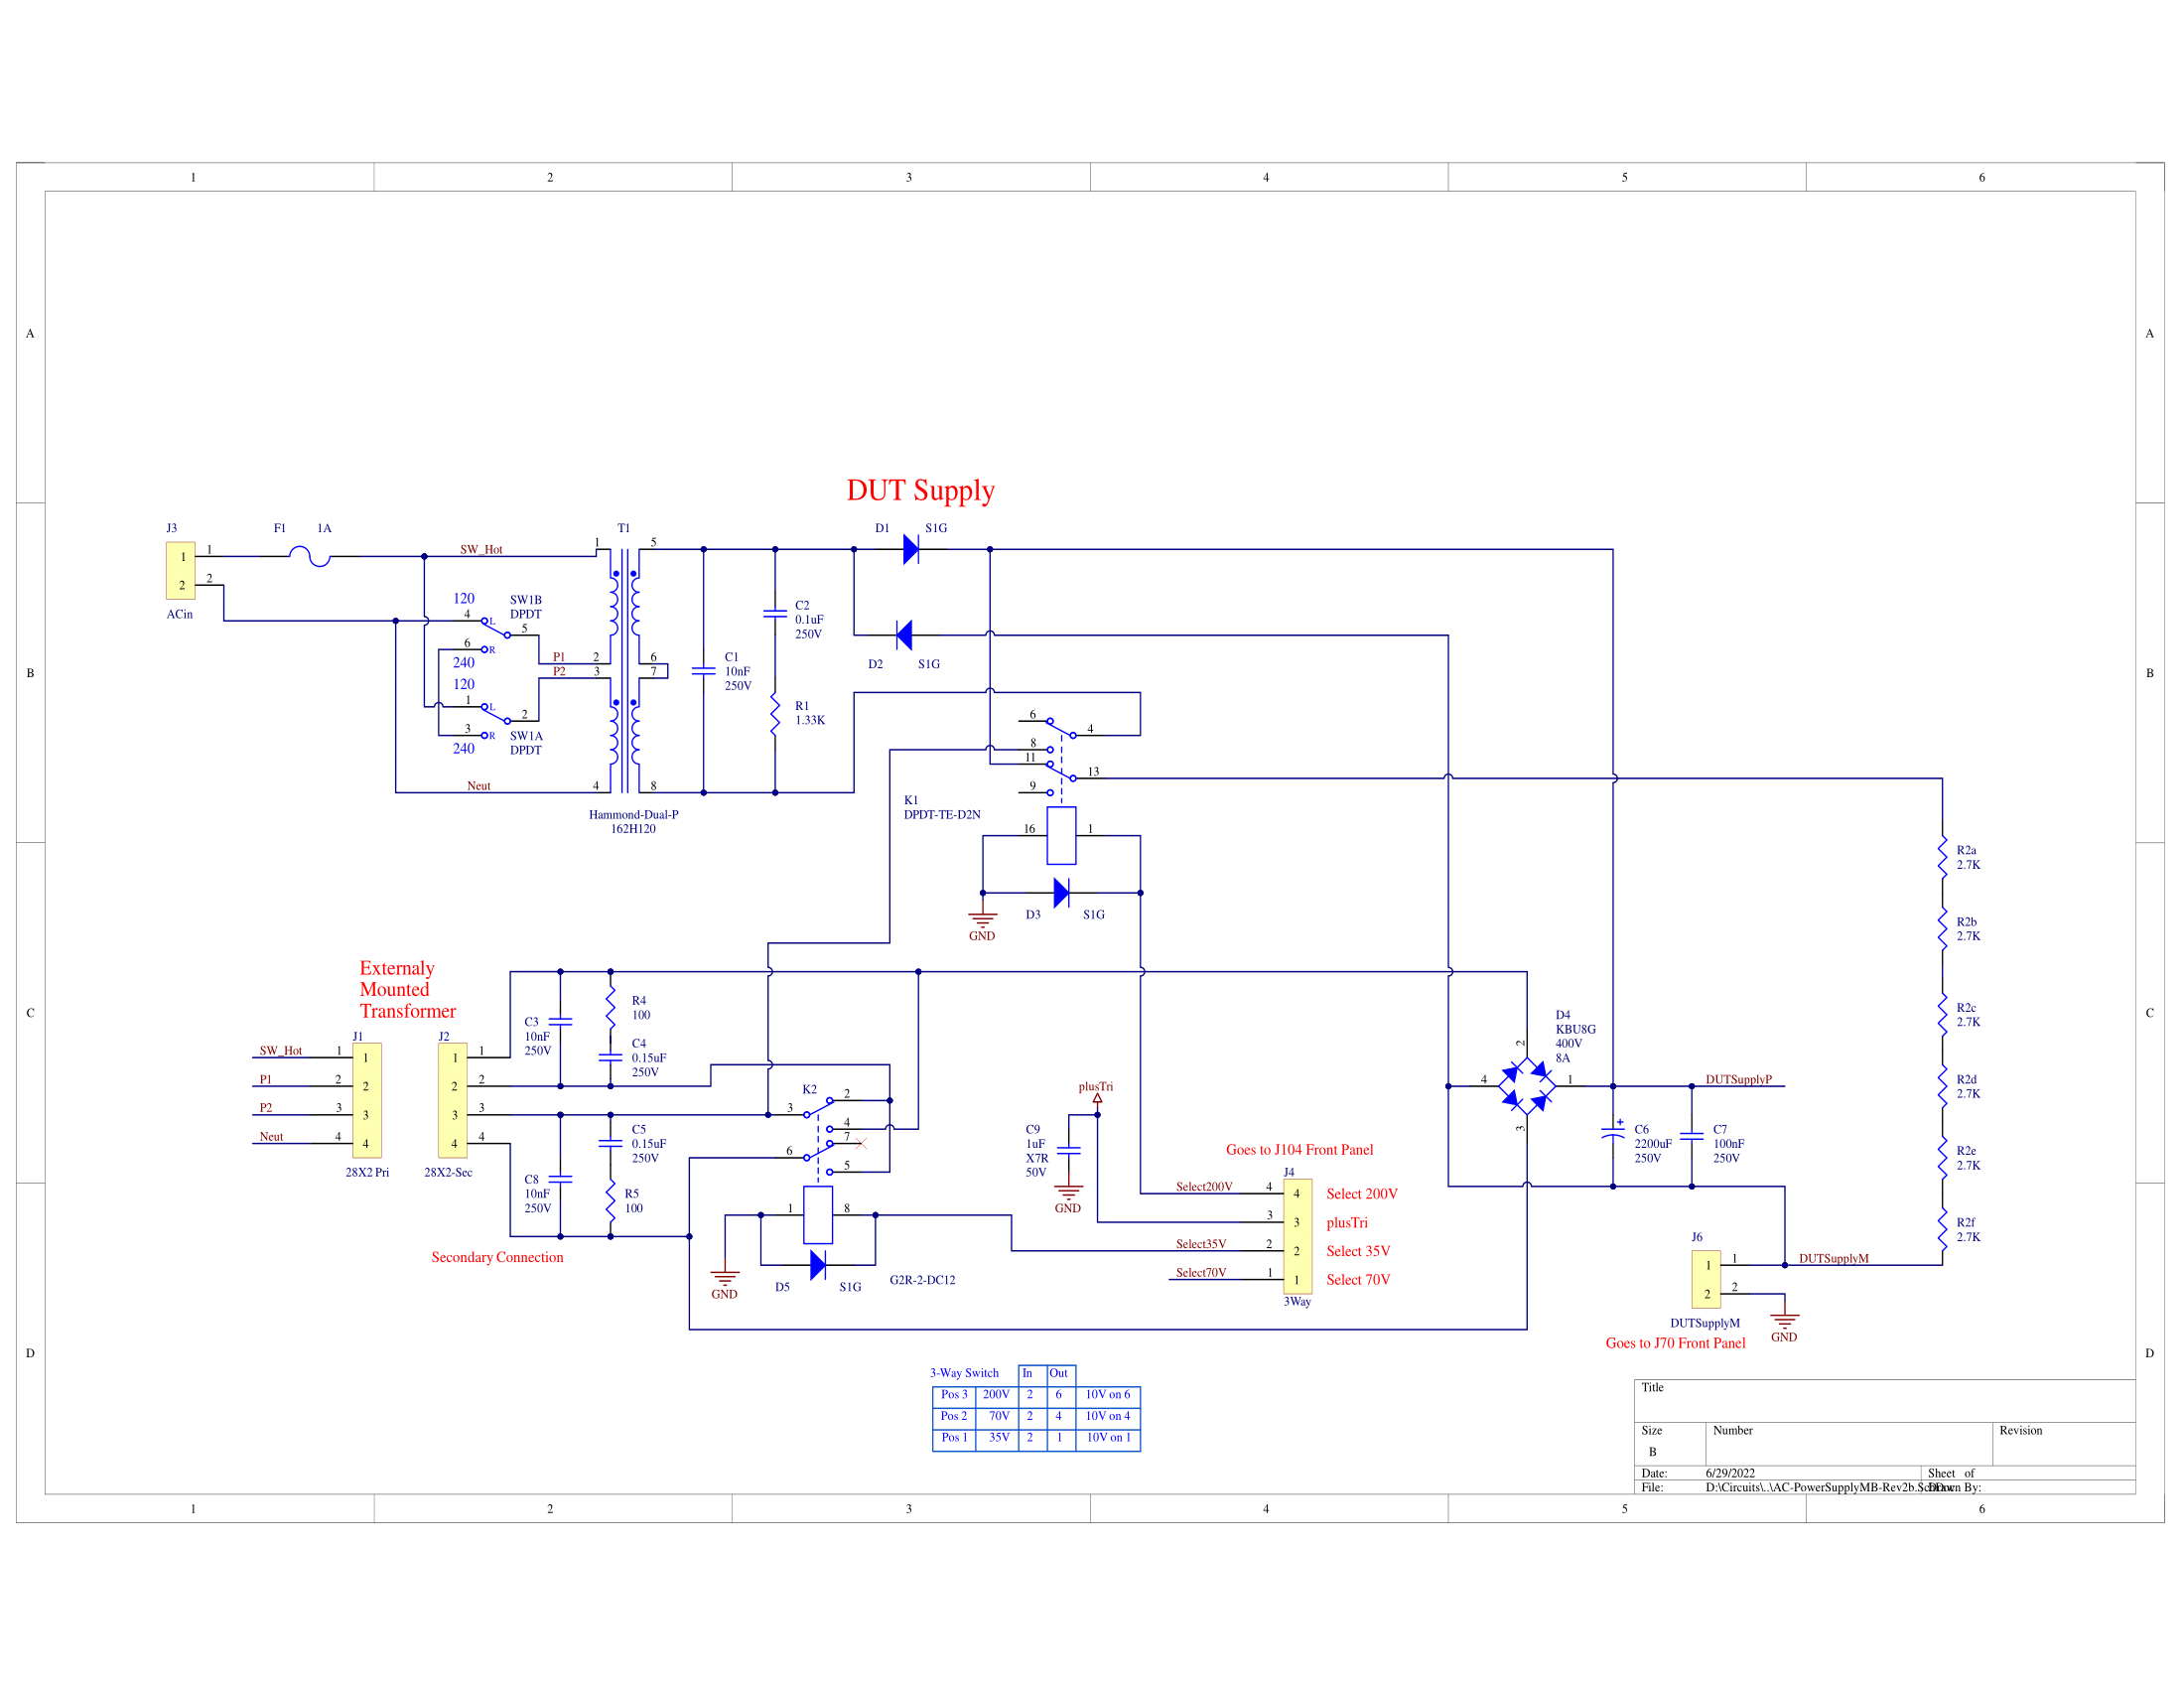 1 2 3 4 5 6
A A
DUT Supply
J3 F1 1A T1 D1 S1G
1 1 SW_Hot 1 5
2 2
ACin
120 SW1B
4 L DPDT
5
6 R
240
P1 2 6
P2 3 7
120
1 L
2
3 R SW1A
240 DPDT
Neut 4 8
Hammond-Dual-P
162H120
C2
0.1uF
250V
C1
10nF
250V
R1
1.33K
D2 S1G
B B
6
4
8
11
13
9
K1
DPDT-TE-D2N
16 1
D3 S1G
GND
R2a
2.7K
R2b
2.7K
R2c
2.7K
R2d
2.7K
R2e
2.7K
R2f
2.7K
Externaly
Mounted
Transformer
C C
J1 J2
SW_Hot 1 1 1 1
P1 2 2 2 2
P2 3 3 3 3
Neut 4 4 4 4
28X2 Pri 28X2-Sec
R4
100
C3
10nF
250V
C4
0.15uF
250V
C5
0.15uF
250V
C8
10nF
250V
R5
100
Secondary Connection
K2
2
3
4
7
6
5
1 8
D5 S1G
G2R-2-DC12
GND
plusTri
C9
1uF
X7R
50V
GND
Goes to J104 Front Panel
J4
Select200V 4 4 Select 200V
3 3 plusTri
Select35V 2 2 Select 35V
Select70V 1 1 Select 70V
3Way
D4
KBU8G
400V
8A
2
4 1
3
DUTSupplyP
C6
2200uF
250V
+
C7
100nF
250V
J6
1 1 DUTSupplyM
2 2
DUTSupplyM
GND
Goes to J70 Front Panel
D D
3-Way Switch In Out
Pos 3 200V 2 6 10V on 6
Pos 2 70V 2 4 10V on 4
Pos 1 35V 2 1 10V on 1
Title
Size Number Revision
B
Date: 6/29/2022 Sheet of
File: D:\Circuits\..\AC-PowerSupplyMB-Rev2b.SchDoc Drawn By:
1 2 3 4 5 6